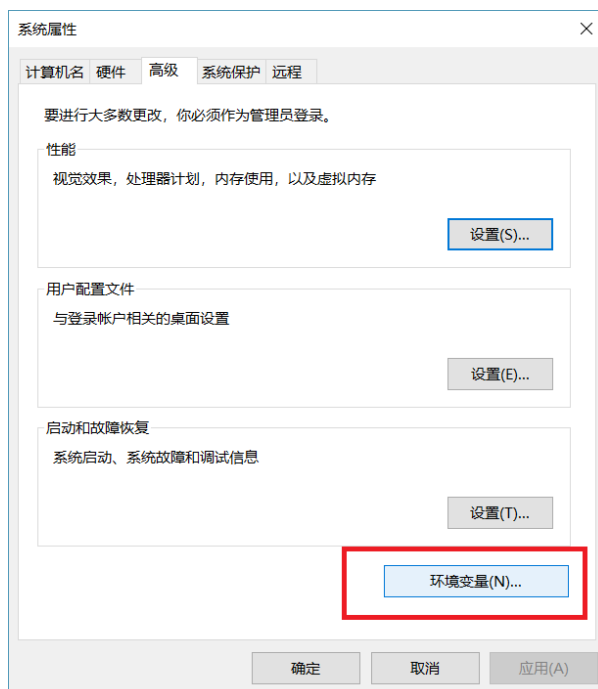 系统属性
计算机名 硬件 高级 系统保护 远程
要进行大多数更改，你必须作为管理员登录。
性能
视觉效果，处理器计划，内存使用，以及虚拟内存
设置(S)...
用户配置文件
与登录帐户相关的桌面设置
设置(E)...
启动和故障恢复
系统启动、系统故障和调试信息
设置(T)...
环境变量(N)...
确定 取消 应用(A)